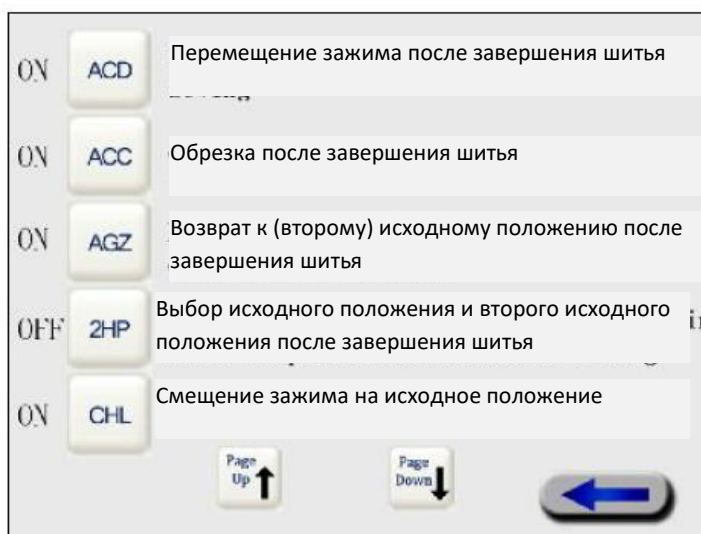 ON ACD Перемещение зажима после завершения шитья
ON ACC Обрезка после завершения шитья
ON AGZ Возврат к (второму) исходному положению после
завершения шитья
OFF 2HP Выбор исходного положения и второго исходного
положения после завершения шитья
ON CHL Смещение зажима на исходное положение
Page Page
Up Down